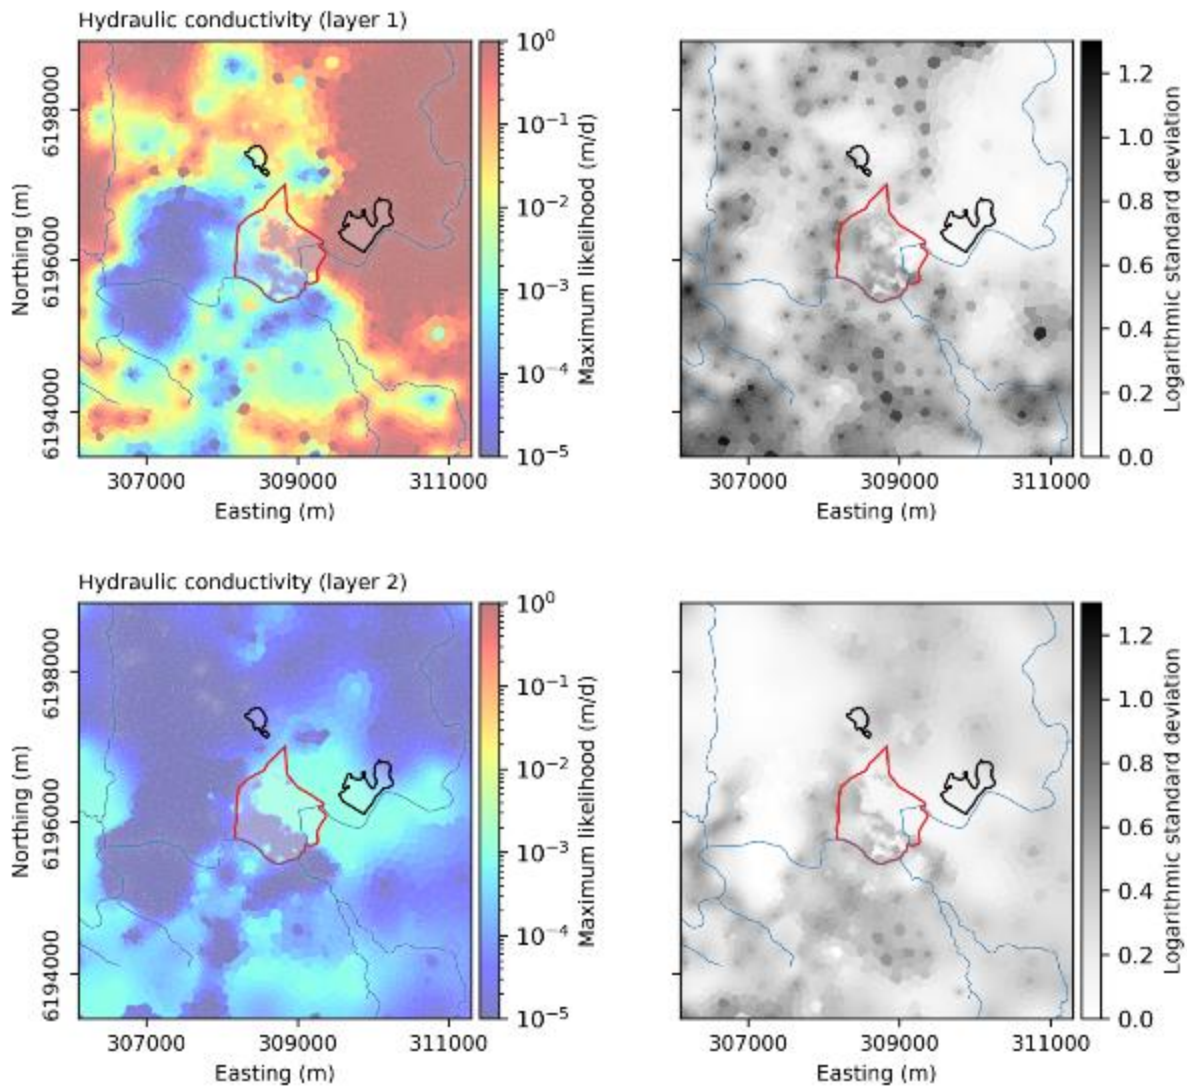 Hydraulic conductivity (layer 1)
Northing (m)
6198000
6196000
6194000
307000 309000 311000
Easting (m)
10⁰
10⁻¹
10⁻²
10⁻³
10⁻⁴
10⁻⁵
Maximum likelihood (m/d)
307000 309000 311000
Easting (m)
1.2
1.0
0.8
0.6
0.4
0.2
0.0
Logarithmic standard deviation
Hydraulic conductivity (layer 2)
Northing (m)
6198000
6196000
6194000
307000 309000 311000
Easting (m)
10⁰
10⁻¹
10⁻²
10⁻³
10⁻⁴
10⁻⁵
Maximum likelihood (m/d)
307000 309000 311000
Easting (m)
1.2
1.0
0.8
0.6
0.4
0.2
0.0
Logarithmic standard deviation